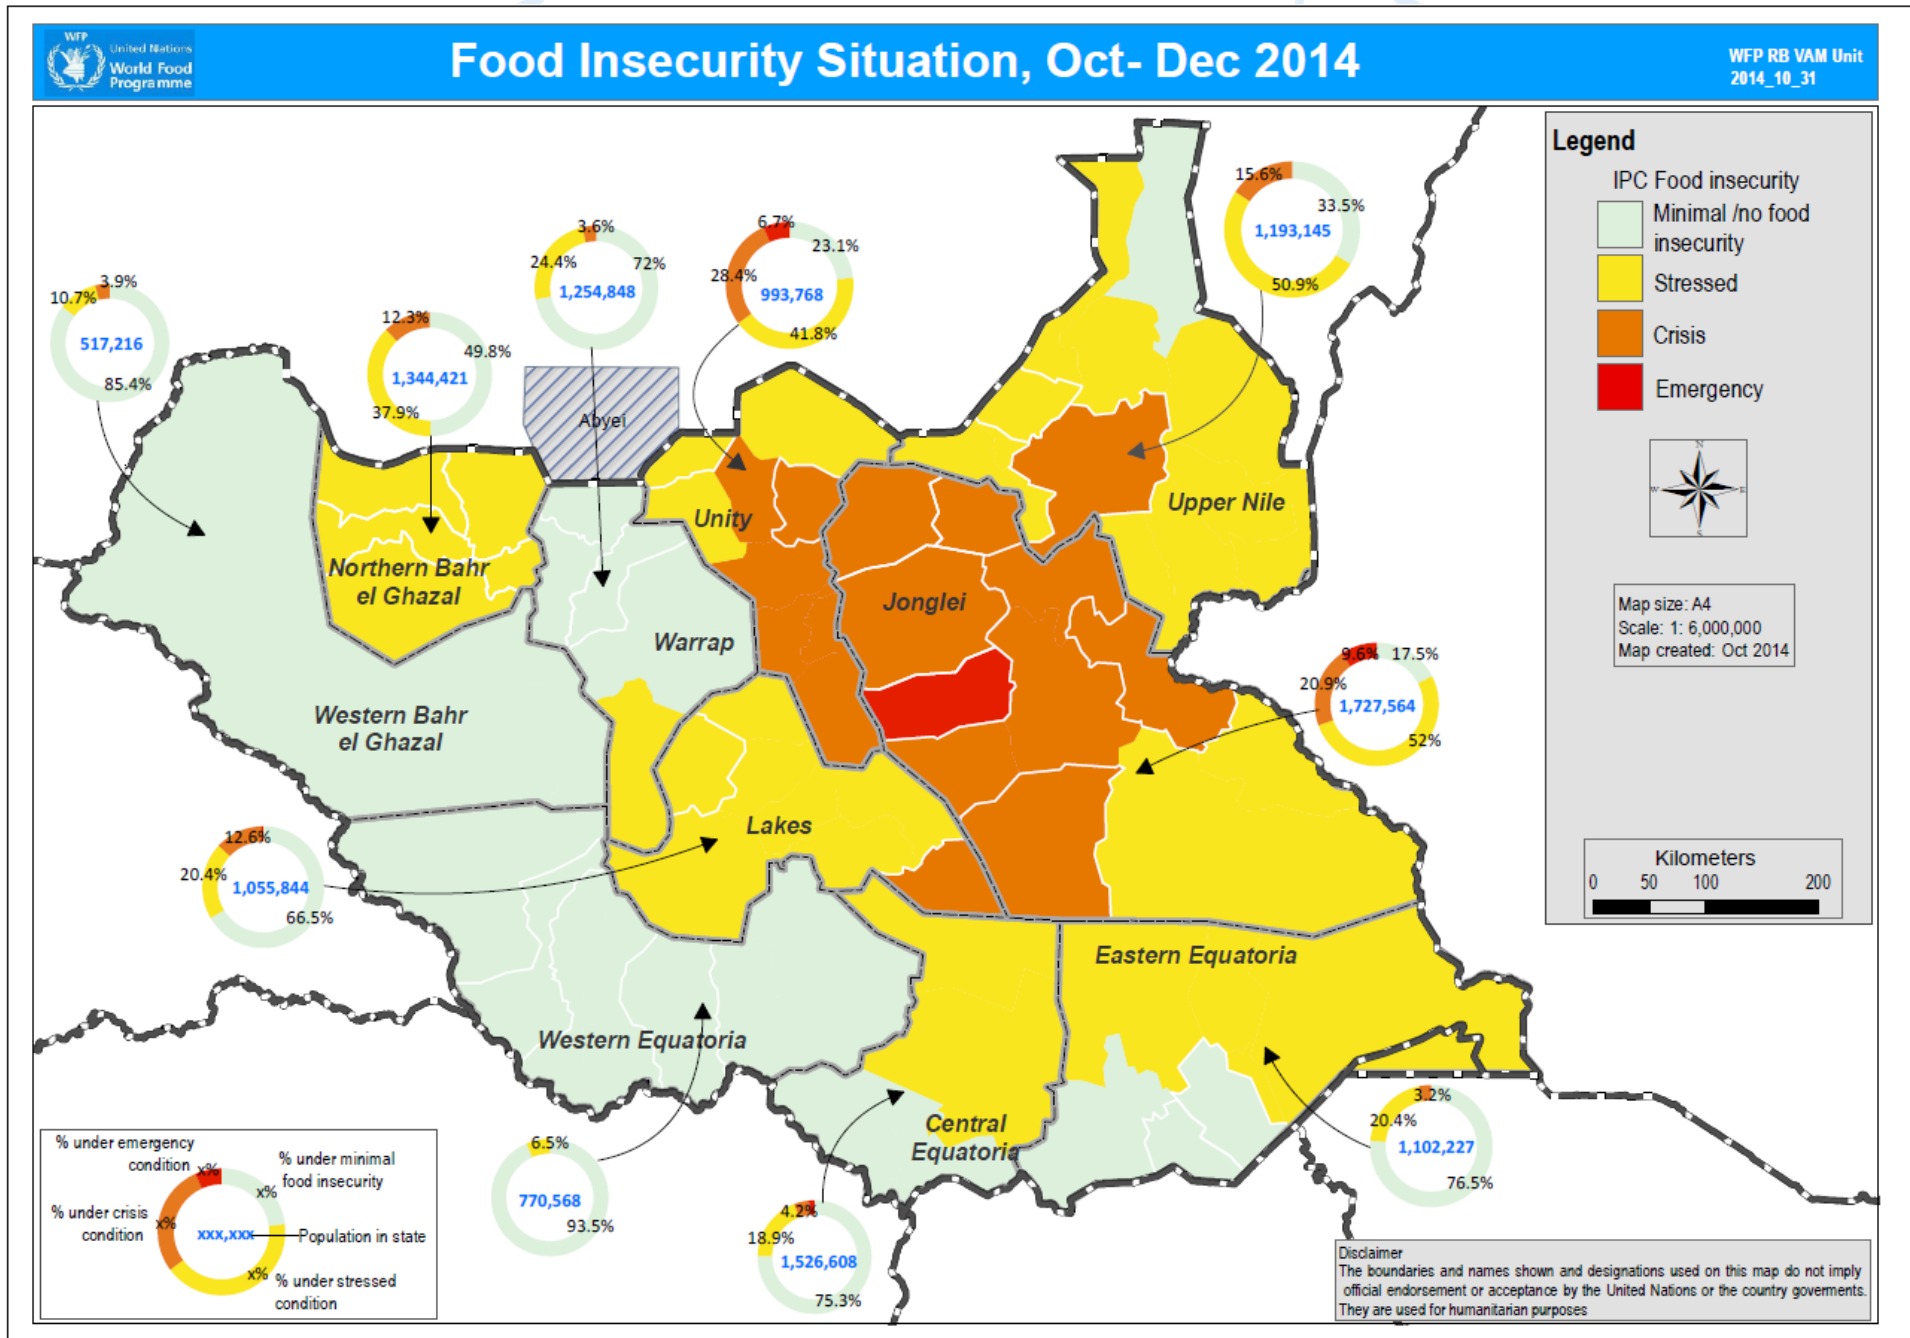 WFP
United Nations
World Food
Programme
Food Insecurity Situation, Oct- Dec 2014
WFP RB VAM Unit
2014_10_31
Legend
IPC Food insecurity
Minimal /no food
insecurity
Stressed
Crisis
Emergency
N
W
E
S
Map size: A4
Scale: 1: 6,000,000
Map created: Oct 2014
Kilometers
0 50 100 200
3.9%
10.7%
517,216
85.4%
12.3%
49.8%
1,344,421
37.9%
3.6%
24.4%
72%
1,254,848
6.7%
23.1%
28.4%
993,768
41.8%
15.6%
33.5%
1,193,145
50.9%
9.6%
17.5%
20.9%
1,727,564
52%
12.6%
20.4%
1,055,844
66.5%
6.5%
770,568
93.5%
4.2%
18.9%
1,526,608
75.3%
3.2%
20.4%
1,102,227
76.5%
Abyei
Unity
Upper Nile
Northern Bahr
el Ghazal
Jonglei
Warrap
Western Bahr
el Ghazal
Lakes
Eastern Equatoria
Western Equatoria
Central
Equatoria
% under emergency
condition
x%
% under minimal
food insecurity
x%
% under crisis
condition
x%
xxx,xxx
Population in state
x%
% under stressed
condition
Disclaimer
The boundaries and names shown and designations used on this map do not imply
official endorsement or acceptance by the United Nations or the country goverments.
They are used for humanitarian purposes